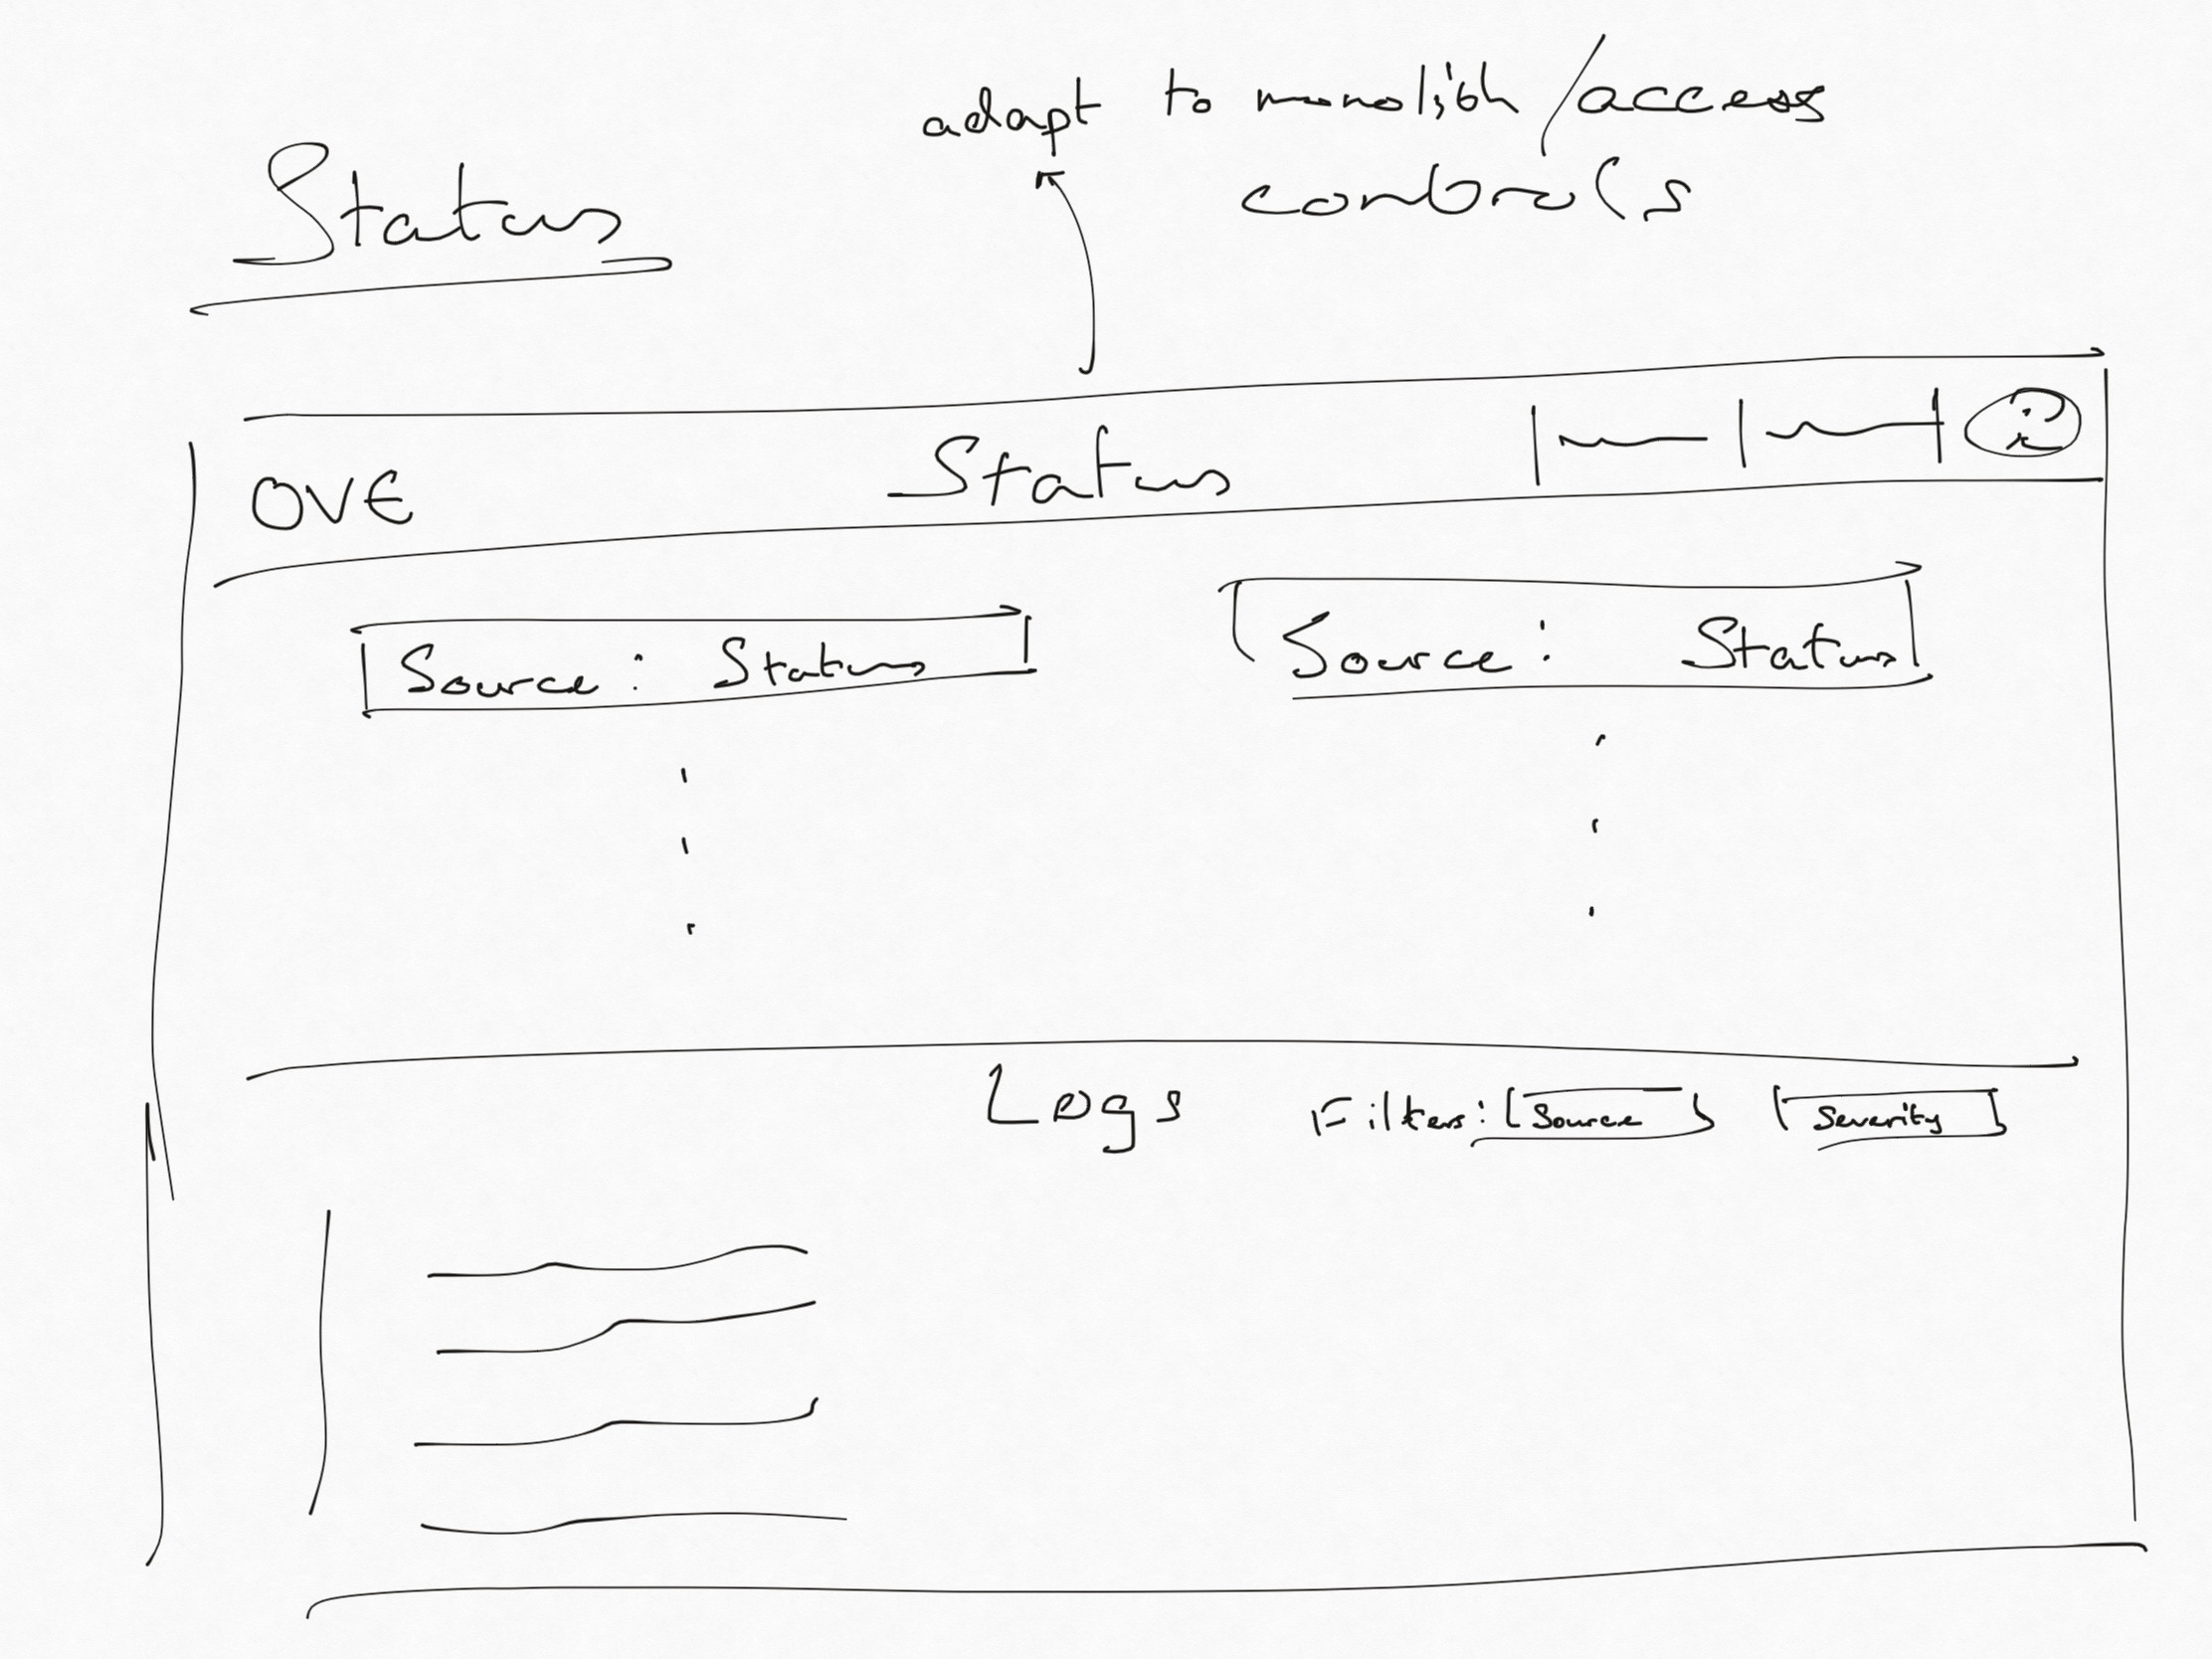 adapt to monolith/access
controls
Status
OVE Status i
Source: Status Source: Status
Logs Filters: Source Severity